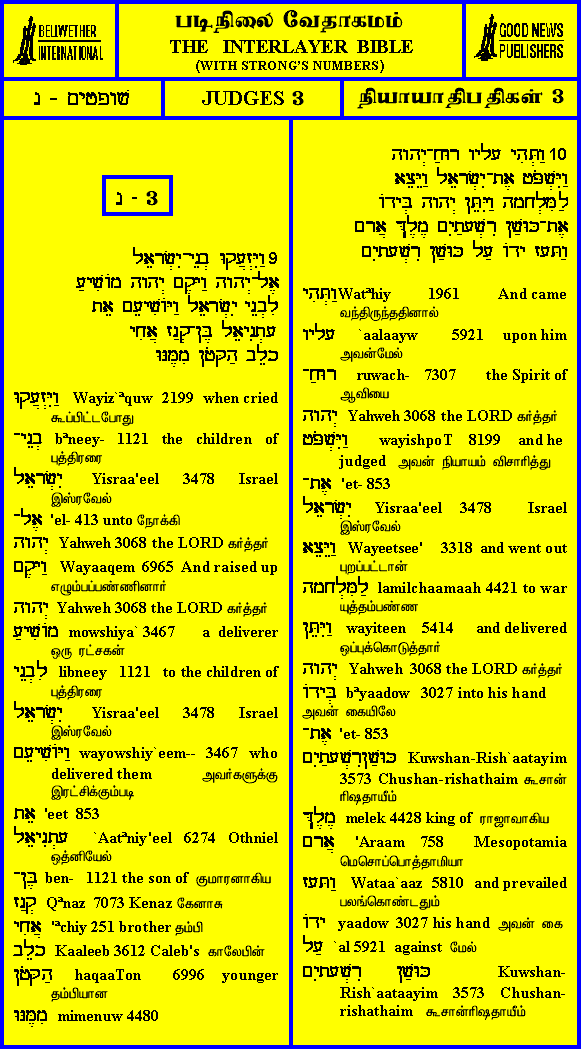 BELLWETHER
INTERNATIONAL
படிநிலை வேதாகமம்
THE INTERLAYER BIBLE
(WITH STRONG'S NUMBERS)
GOOD NEWS
PUBLISHERS
שופטים - נ
JUDGES 3
நியாயாதிபதிகள் 3
נ - 3
9 וַיִּזְעֲקוּ בְנֵי־יִשְׂרָאֵל
אֶל־יְהוָה וַיָּקֶם יְהוָה מוֹשִׁיעַ
לִבְנֵי יִשְׂרָאֵל וַיּוֹשִׁיעֵם אֵת
עָתְנִיאֵל בֶּן־קְנַז אֲחִי
כָלֵב הַקָּטֹן מִמֶּנּוּ
וַיִּזְעֲקוּ Wayiz`ªquw 2199 when cried
கூப்பிட்டபோது
בְנֵי־ bªneey- 1121 the children of
புத்திரரை
יִשְׂרָאֵל Yisraa'eel 3478 Israel
இஸ்ரவேல்
אֶל־ 'el- 413 unto நோக்கி
יְהוָה Yahweh 3068 the LORD கர்த்தர்
וַיָּקֶם Wayaaqem 6965 And raised up
எழும்பப்பண்ணினார்
יְהוָה Yahweh 3068 the LORD கர்த்தர்
מוֹשִׁיעַ mowshiya` 3467 a deliverer
ஒரு ரட்சகன்
לִבְנֵי libneey 1121 to the children of
புத்திரரை
יִשְׂרָאֵל Yisraa'eel 3478 Israel
இஸ்ரவேல்
וַיּוֹשִׁיעֵם wayowshiy`eem-- 3467 who
delivered them அவர்களுக்கு
இரட்சிக்கும்படி
אֵת 'eet 853
עָתְנִיאֵל `Aatªniy'eel 6274 Othniel
ஒத்னியேல்
בֶּן־ ben- 1121 the son of குமாரனாகிய
קְנַז Qªnaz 7073 Kenaz கேனாசு
אֲחִי 'ªchiy 251 brother தம்பி
כָלֵב Kaaleeb 3612 Caleb's காலேபின்
הַקָּטֹן haqaaTon 6996 younger
தம்பியான
מִמֶּנּוּ mimenuw 4480
10 וַתְּהִי עָלָיו רוּחַ־יְהוָה
וַיִּשְׁפֹּט אֶת־יִשְׂרָאֵל וַיֵּצֵא
לַמִּלְחָמָה וַיִּתֵּן יְהוָה בְּיָדוֹ
אֶת־כּוּשַׁן רִשְׁעָתַיִם מֶלֶךְ אֲרָם
וַתָּעָז יָדוֹ עַל כּוּשַׁן רִשְׁעָתָיִם
וַתְּהִי Watªhiy 1961 And came
வந்திருந்ததினால்
עָלָיו `aalaayw 5921 upon him
அவன்மேல்
רוּחַ־ ruwach- 7307 the Spirit of
ஆவியை
יְהוָה Yahweh 3068 the LORD கர்த்தர்
וַיִּשְׁפֹּט wayishpoT 8199 and he
judged அவன் நியாயம் விசாரித்து
אֶת־ 'et- 853
יִשְׂרָאֵל Yisraa'eel 3478 Israel
இஸ்ரவேல்
וַיֵּצֵא Wayeetsee' 3318 and went out
புறப்பட்டான்
לַמִּלְחָמָה lamilchaamaah 4421 to war
யுத்தம்பண்ண
וַיִּתֵּן wayiteen 5414 and delivered
ஒப்புக்கொடுத்தார்
יְהוָה Yahweh 3068 the LORD கர்த்தர்
בְּיָדוֹ bªyaadow 3027 into his hand
அவன் கையிலே
אֶת־ 'et- 853
כּוּשַׁן רִשְׁעָתַיִם Kuwshan-Rish`aatayim
3573 Chushan-rishathaim கூசான்
ரிஷதாயீம்
מֶלֶךְ melek 4428 king of ராஜாவாகிய
אֲרָם 'Araam 758 Mesopotamia
மெசொப்பொத்தாமியா
וַתָּעָז Wataa`aaz 5810 and prevailed
பலங்கொண்டதும்
יָדוֹ yaadow 3027 his hand அவன் கை
עַל `al 5921 against மேல்
כּוּשַׁן רִשְׁעָתָיִם Kuwshan-
Rish`aataayim 3573 Chushan-
rishathaim கூசான்ரிஷதாயீம்